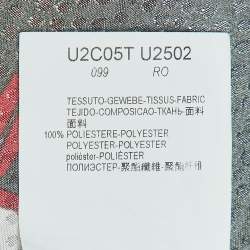 U2C05T U2502
099 RO
TESSUTO-GEWEBE-TISSUS-FABRIC
TEJIDO-COMPOSICAO-ТКАНЬ-面料
面料
100% POLIESTERE-POLYESTER
POLYESTER-POLYESTER
poliéster-POLIÉSTER
ПОЛИЭСТЕР-聚酯纖維-聚酯纤维